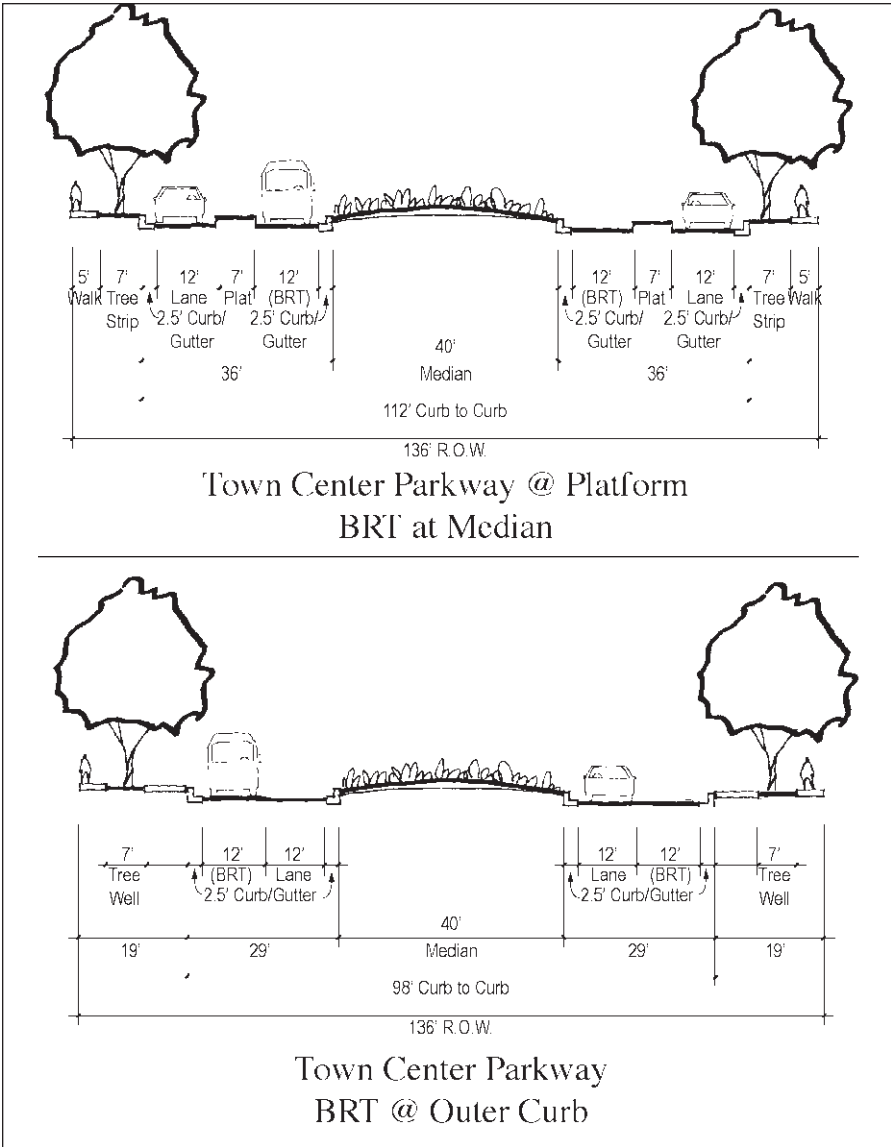 5' 7' 12' 7' 12' 12' 7' 12' 7' 5'
Walk Tree Lane Plat (BRT) (BRT) Plat Lane Tree Walk
Strip 2.5' Curb/ 2.5' Curb/ 2.5' Curb/ 2.5' Curb/ Strip
Gutter Gutter Gutter Gutter
40'
36' Median 36'
112' Curb to Curb
136' R.O.W.
Town Center Parkway @ Platform
BRT at Median
7' 12' 12' 12' 12' 7'
Tree (BRT) Lane Lane (BRT) Tree
Well 2.5' Curb/Gutter 2.5' Curb/Gutter Well
40'
19' 29' Median 29' 19'
98' Curb to Curb
136' R.O.W.
Town Center Parkway
BRT @ Outer Curb